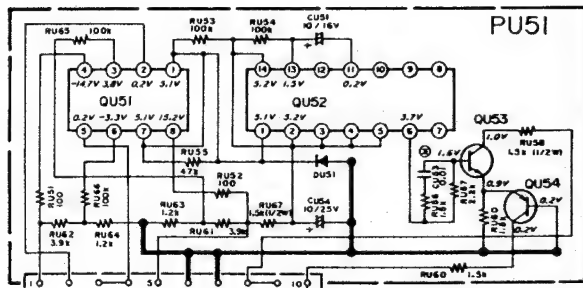 PU51
RU65
100k
RU53
100k
RU54
100k
CU51
10/16V
4
3
2
1
-14.7V
3.8V
0.2V
5.1V
QU51
0.2V
-3.3V
5.1V
15.2V
5
6
7
8
14
13
12
11
10
9
8
5.2V
1.5V
0.2V
QU52
5.1V
5.2V
3.7V
1
2
3
4
5
6
7
QU53
1.0V
RU58
1.5k (1/2W)
1.6V
0.01
0.9V
QU54
0.2V
0.2V
RU55
47k
DU51
RU52
100
RU51
100
RU66
100k
RU63
1.2k
RU61
3.9k
RU67
1.5k(1/2W)
CU54
10/25V
RU62
3.9k
RU64
1.2k
RU60
1.5k
1
5
10